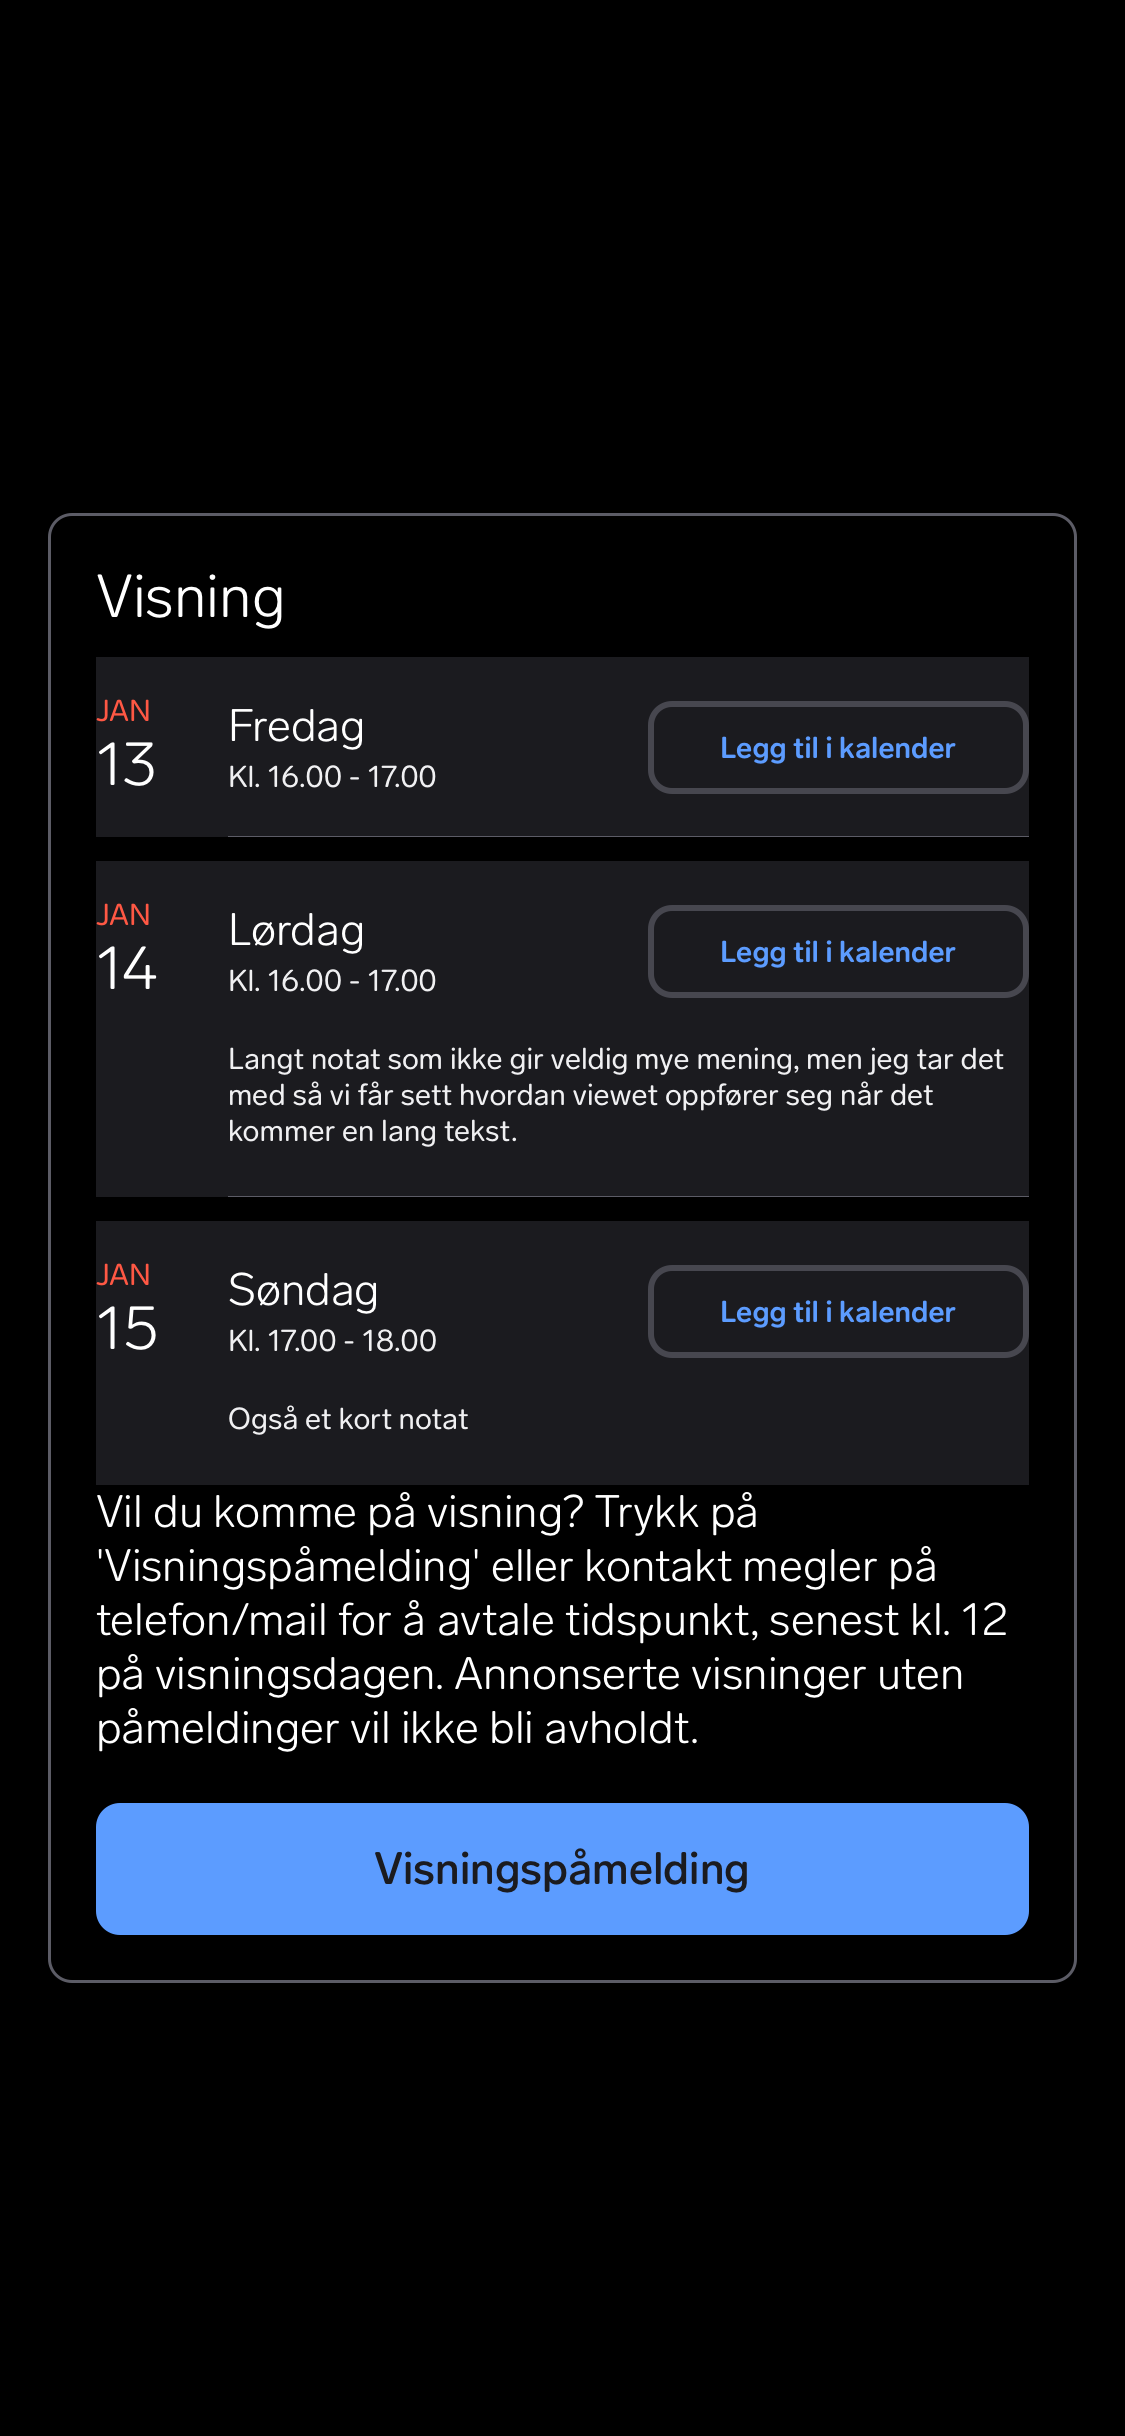 Visning
JAN
13
Fredag
Kl. 16.00 - 17.00
Legg til i kalender
JAN
14
Lørdag
Kl. 16.00 - 17.00
Legg til i kalender
Langt notat som ikke gir veldig mye mening, men jeg tar det
med så vi får sett hvordan viewet oppfører seg når det
kommer en lang tekst.
JAN
15
Søndag
Kl. 17.00 - 18.00
Legg til i kalender
Også et kort notat
Vil du komme på visning? Trykk på
'Visningspåmelding' eller kontakt megler på
telefon/mail for å avtale tidspunkt, senest kl. 12
på visningsdagen. Annonserte visninger uten
påmeldinger vil ikke bli avholdt.
Visningspåmelding